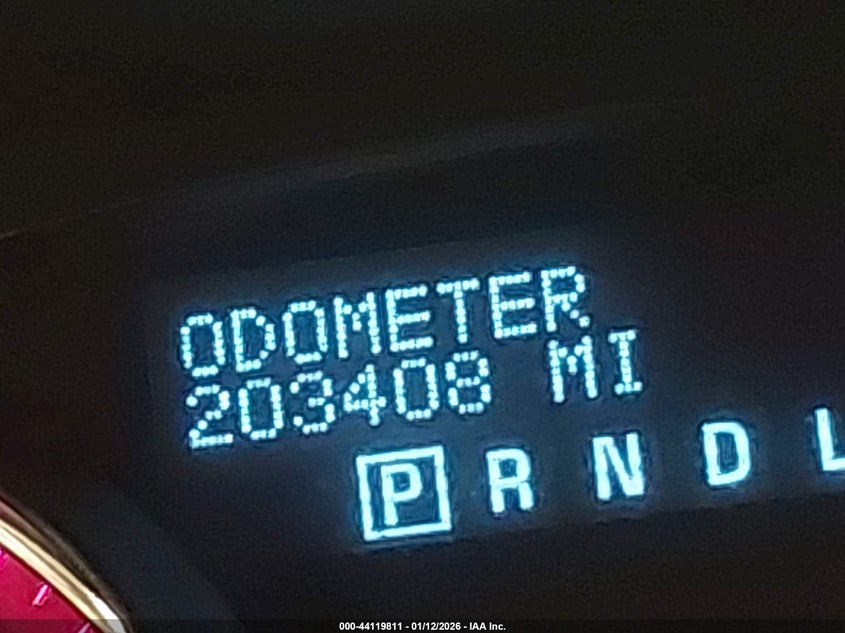 ODOMETER
203408 MI
P R N D L
000-44119811 - 01/12/2026 - IAA Inc.